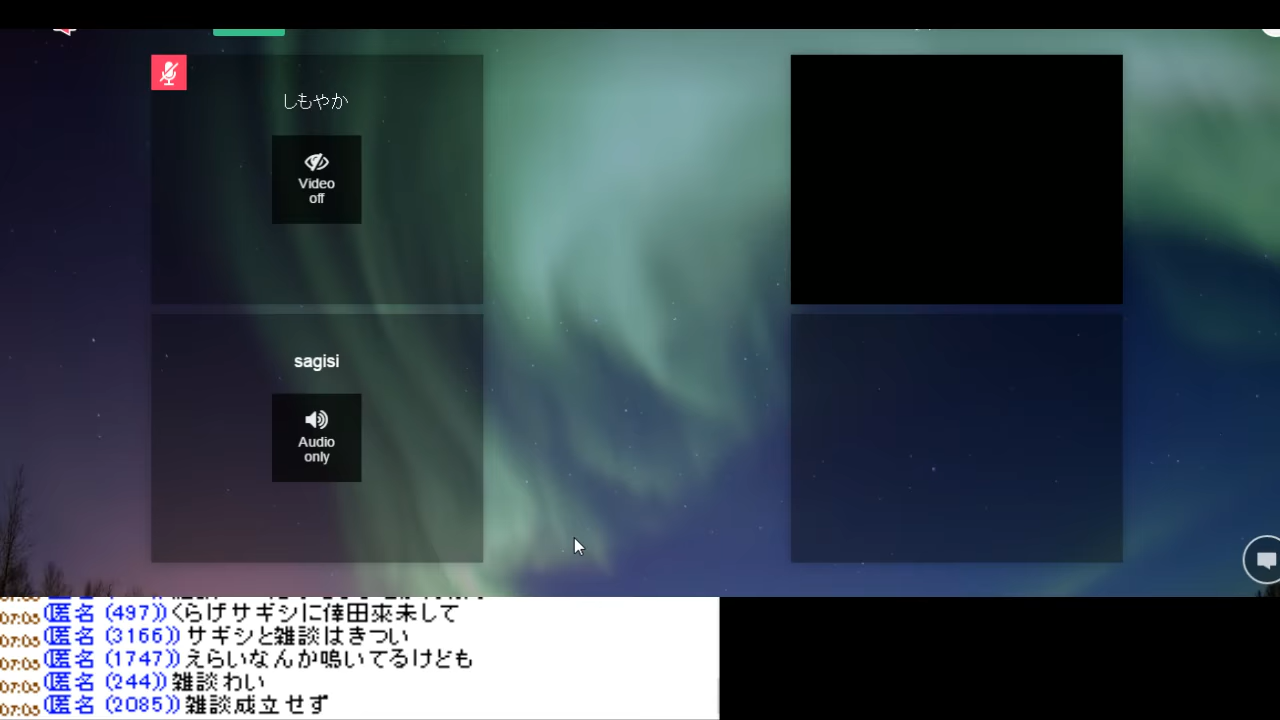 しもやか
Video
off
sagisi
Audio
only
07:05 (匿名 (497)) くらげサギシに倖田來未して
07:05 (匿名 (3166)) サギシと雑談はきつい
07:05 (匿名 (1747)) えらいなんか鳴いてるけども
07:05 (匿名 (244)) 雑談わい
07:05 (匿名 (2085)) 雑談成立せず